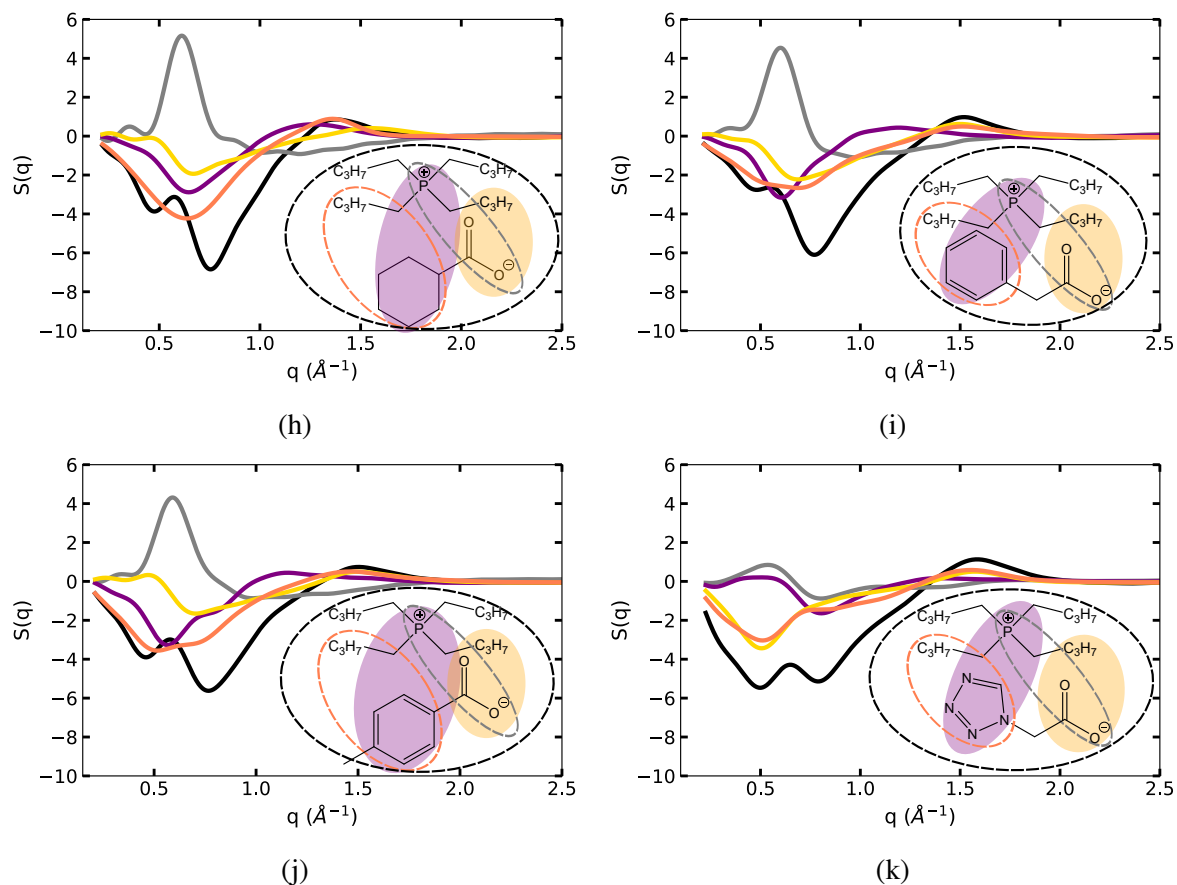 6
4
2
0
−2
−4
−6
−8
−10
S(q)
0.5 1.0 1.5 2.0 2.5
q (Å⁻¹)
C₃H₇ ⊕ C₃H₇
P
C₃H₇ C₃H₇
O
O ⊖
(h)
6
4
2
0
−2
−4
−6
−8
−10
S(q)
0.5 1.0 1.5 2.0 2.5
q (Å⁻¹)
C₃H₇ ⊕ C₃H₇
P
C₃H₇ C₃H₇
O
O ⊖
(i)
6
4
2
0
−2
−4
−6
−8
−10
S(q)
0.5 1.0 1.5 2.0 2.5
q (Å⁻¹)
C₃H₇ ⊕ C₃H₇
P
C₃H₇ C₃H₇
O
O ⊖
(j)
6
4
2
0
−2
−4
−6
−8
−10
S(q)
0.5 1.0 1.5 2.0 2.5
q (Å⁻¹)
C₃H₇ ⊕ C₃H₇
P
C₃H₇ C₃H₇
N
N O
N N
O ⊖
(k)